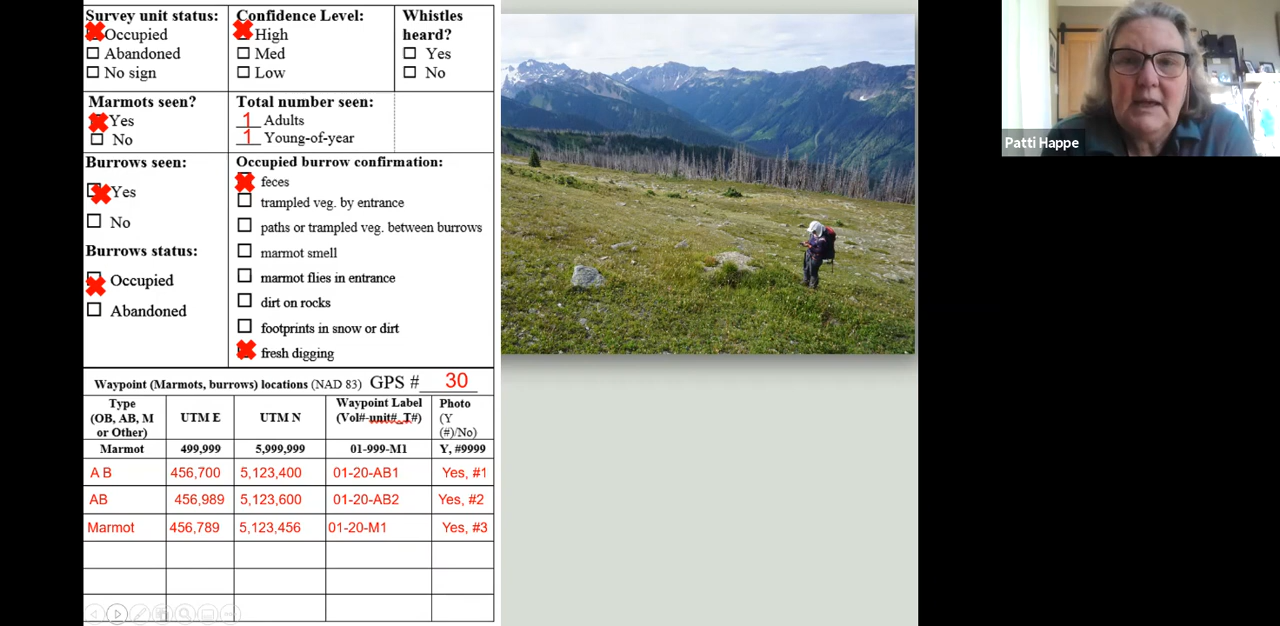 Survey unit status:
Occupied
Abandoned
No sign
Confidence Level:
High
Med
Low
Whistles
heard?
Yes
No
Marmots seen?
Yes
No
Total number seen:
1 Adults
1 Young-of-year
Burrows seen:
Yes
No
Burrows status:
Occupied
Abandoned
Occupied burrow confirmation:
feces
trampled veg. by entrance
paths or trampled veg. between burrows
marmot smell
marmot flies in entrance
dirt on rocks
footprints in snow or dirt
fresh digging
Waypoint (Marmots, burrows) locations (NAD 83) GPS # 30
Type
(OB, AB, M
or Other)
UTM E
UTM N
Waypoint Label
(Vol#-unit#_T#)
Photo
(Y
(#)/No)
Marmot 499,999 5,999,999 01-999-M1 Y, #9999
A B 456,700 5,123,400 01-20-AB1 Yes, #1
AB 456,989 5,123,600 01-20-AB2 Yes, #2
Marmot 456,789 5,123,456 01-20-M1 Yes, #3
Patti Happe